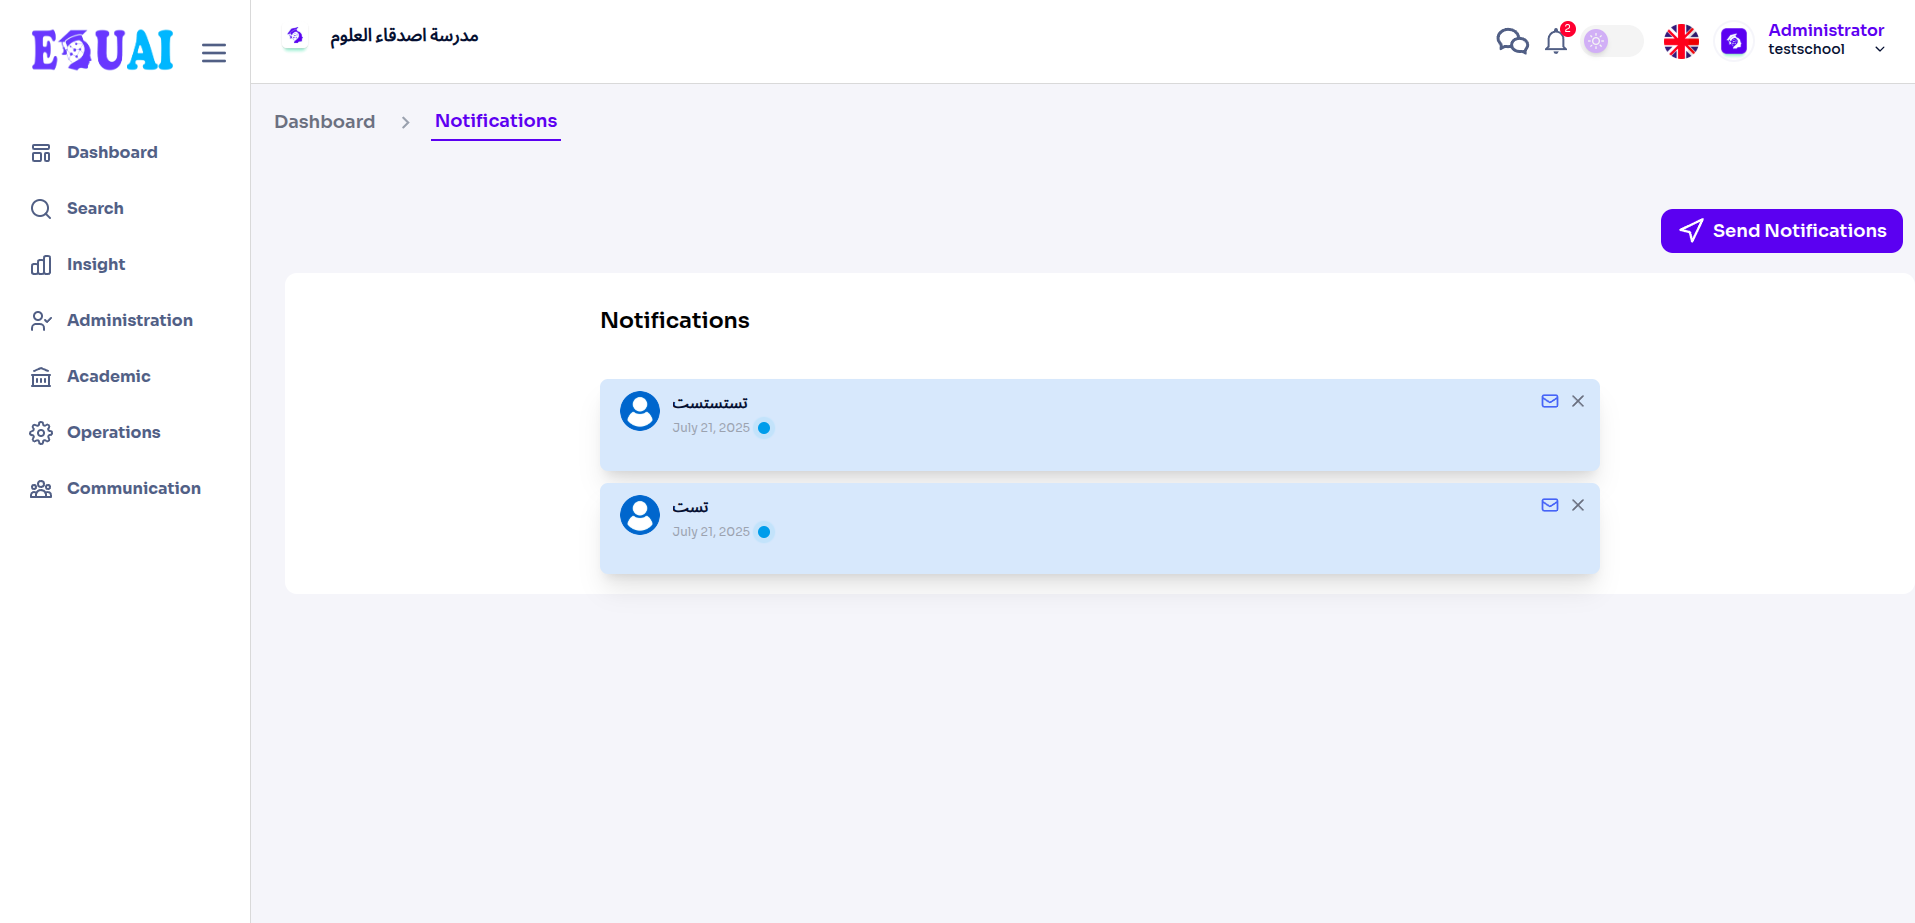 EDUAI
مدرسة اصدقاء العلوم
2
Administrator
testschool
Dashboard
Search
Insight
Administration
Academic
Operations
Communication
Dashboard > Notifications
Send Notifications
Notifications
تستستست
July 21, 2025
تست
July 21, 2025